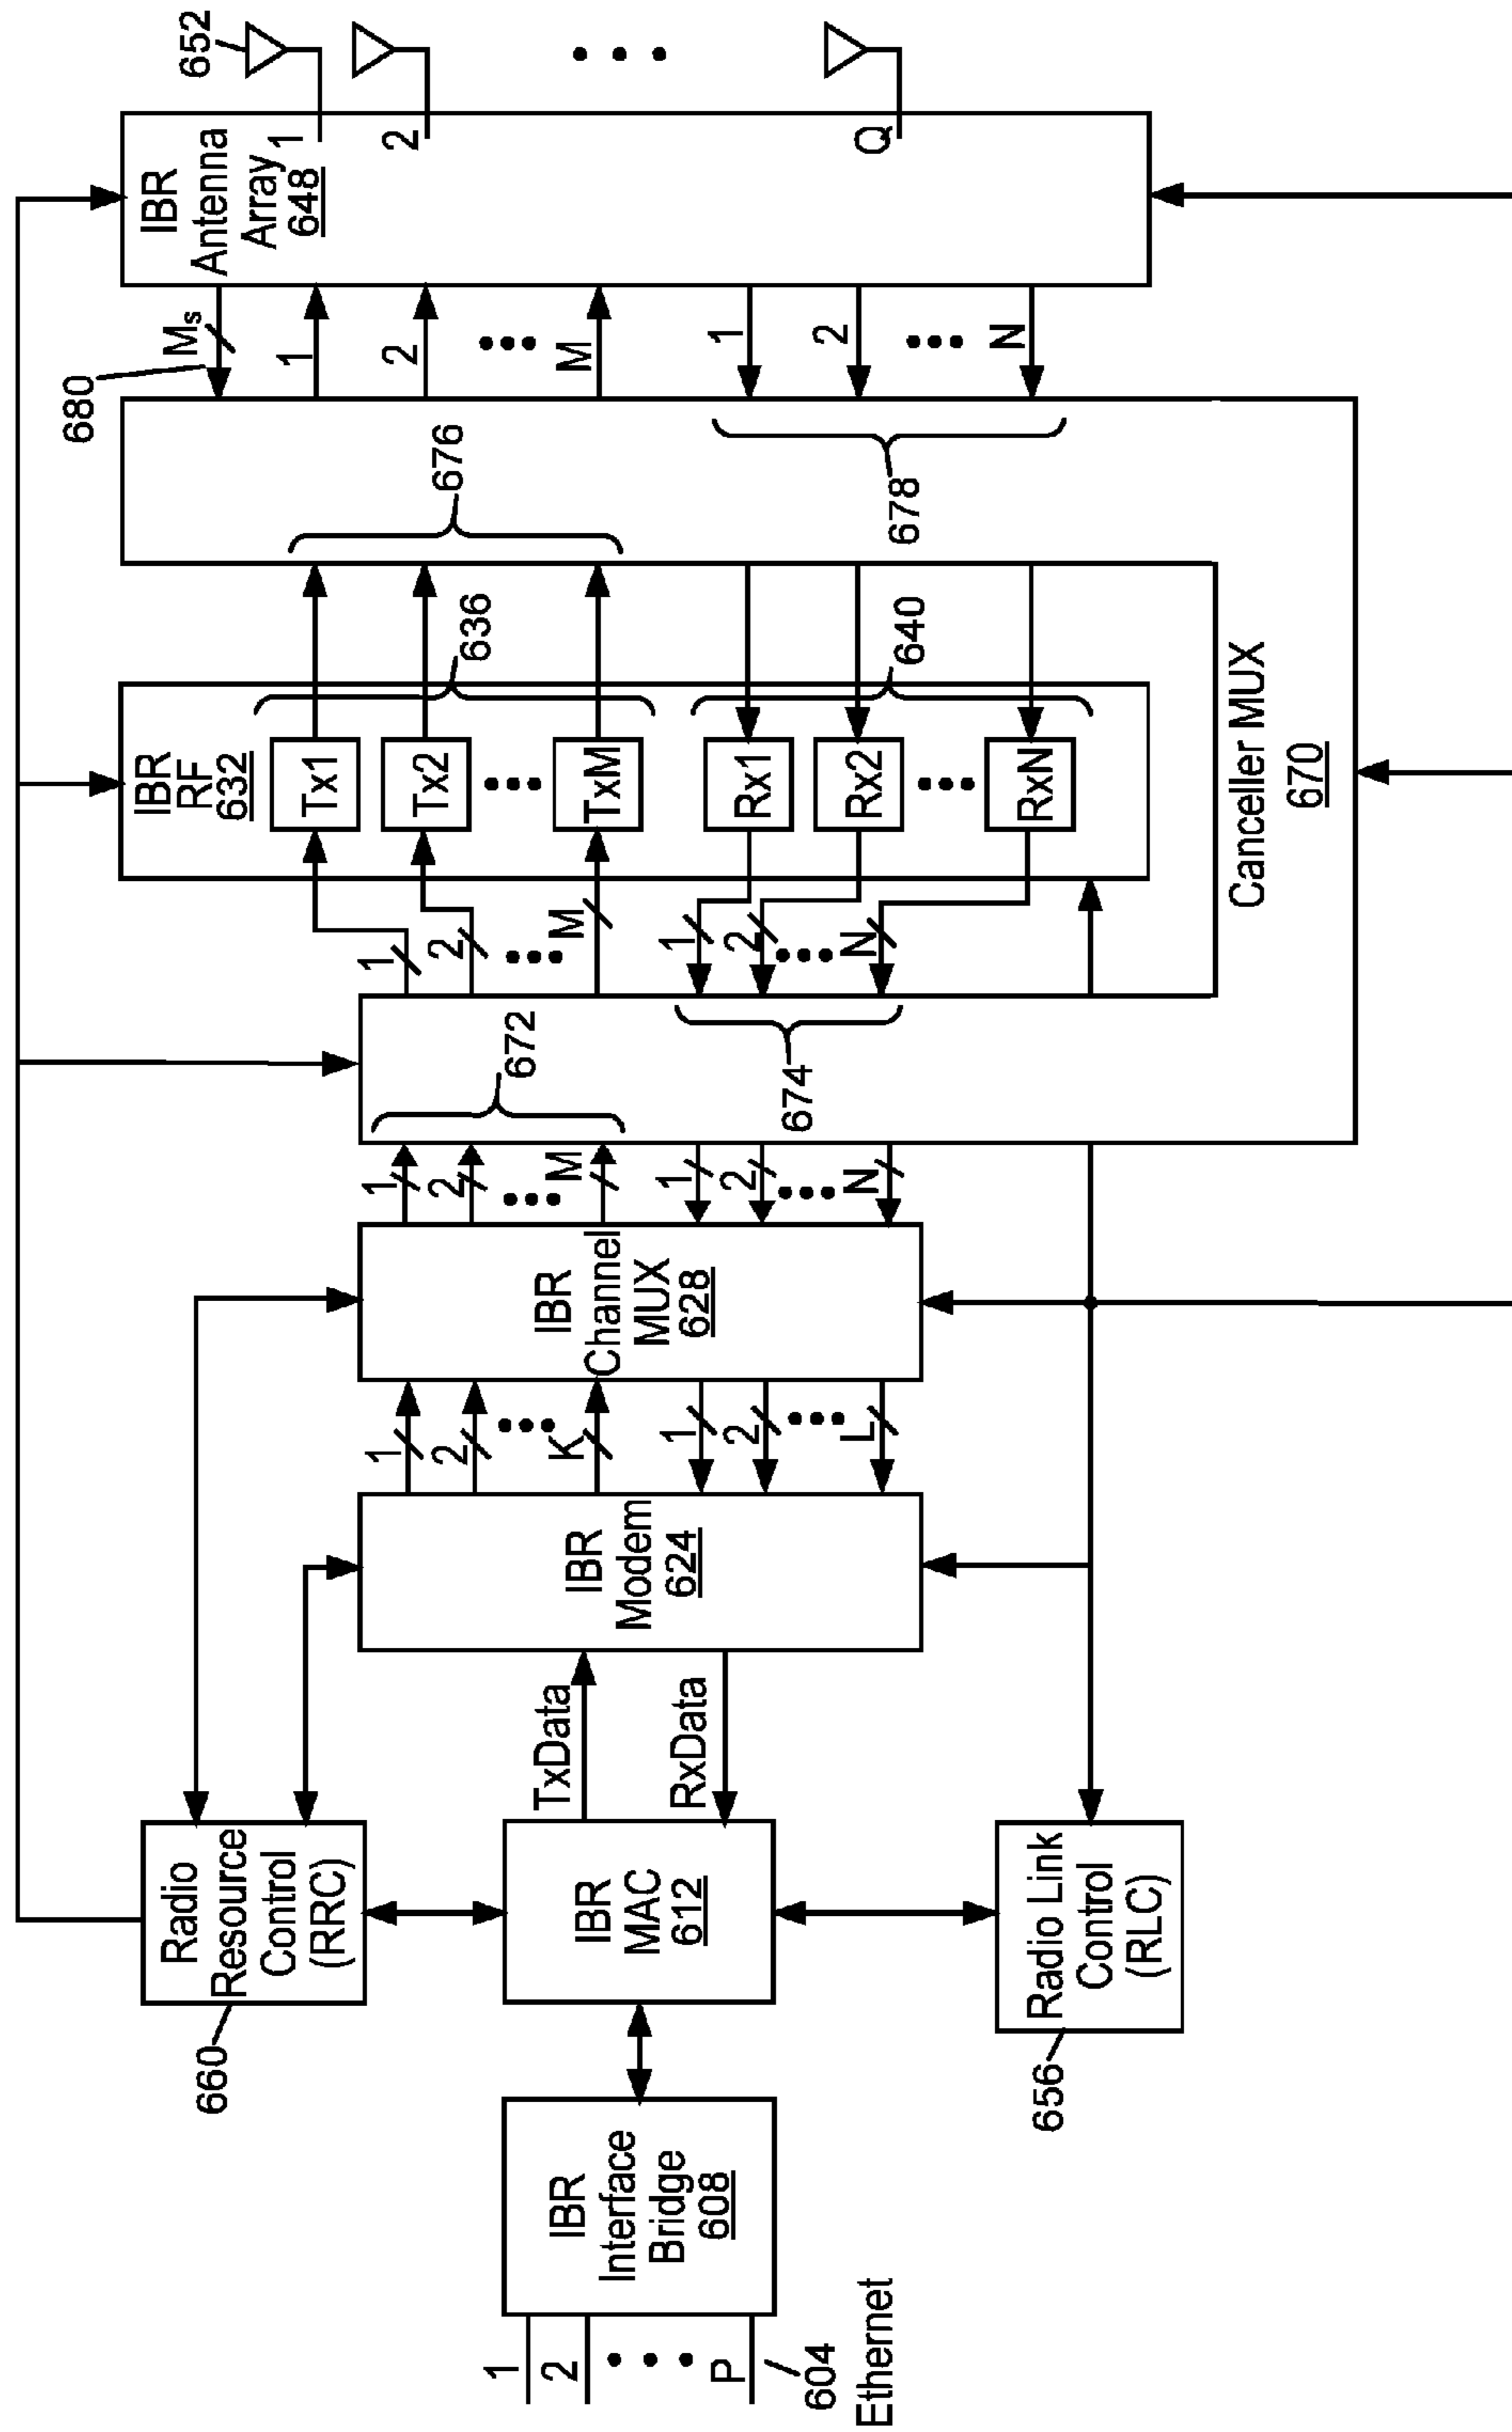 1
2
P
604
Ethernet
IBR
Interface
Bridge
608
660
Radio
Resource
Control
(RRC)
IBR
MAC
612
656
Radio Link
Control
(RLC)
TxData
RxData
IBR
Modem
624
1
2
K
1
2
L
IBR
Channel
MUX
628
1
2
M
1
2
N
672
674
1
2
M
1
2
N
Canceller MUX
670
IBR
RF
632
Tx1
Tx2
TxM
Rx1
Rx2
RxN
636
640
676
678
680
Ms
1
2
M
1
2
N
IBR
Antenna
Array
648
1
2
Q
652